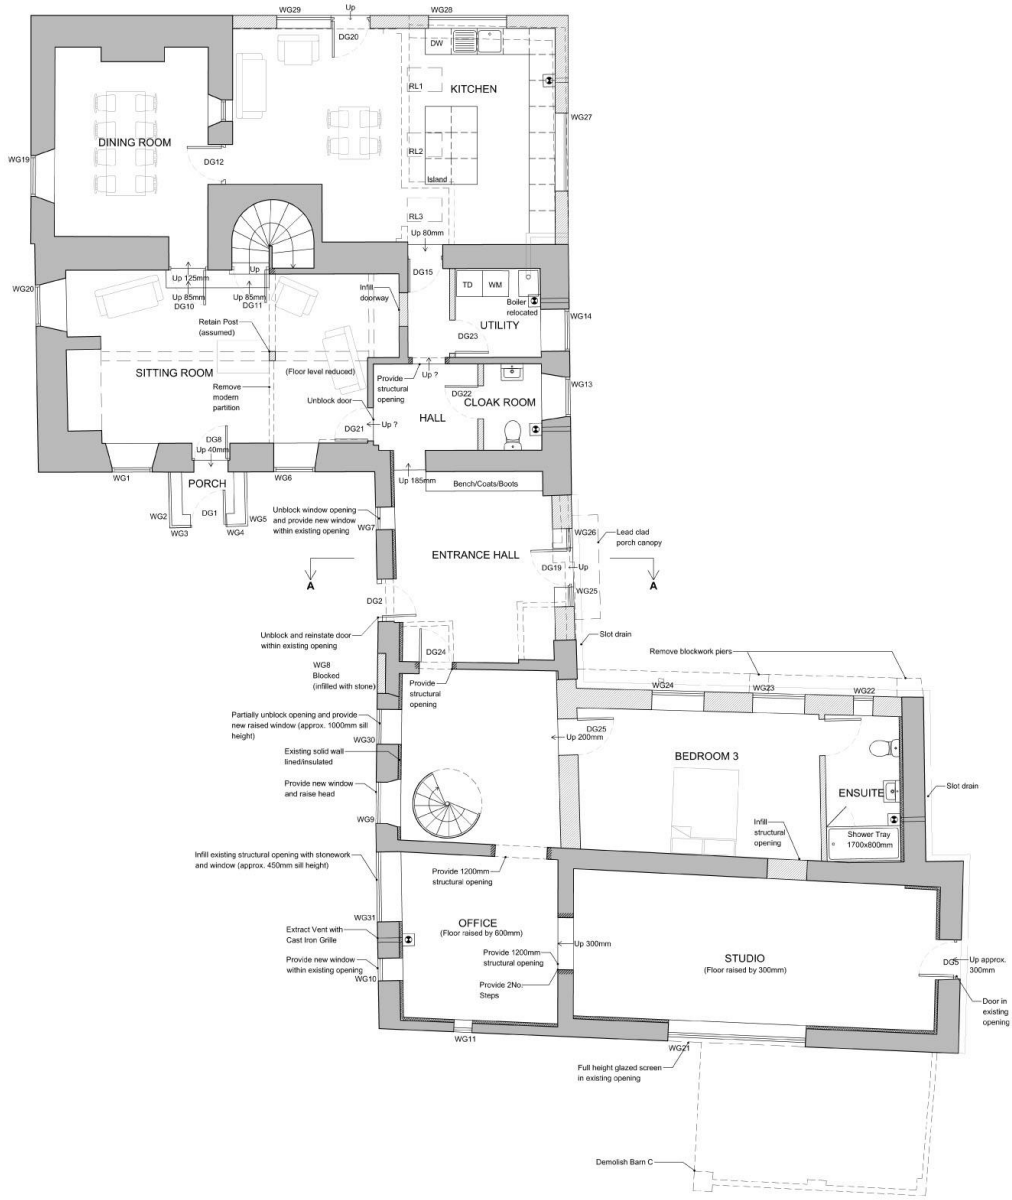 WG29
Up
WG28
DG20
DW
RL1
KITCHEN
WG27
DINING ROOM
RL2
WG19
DG12
Island
RL3
Up 80mm
Up 125mm
Up
DG15
WG20
Up 85mm
DG10
Up 85mm
DG11
Infill
doorway
TD
WM
Boiler
relocated
WG14
Retain Post
(assumed)
UTILITY
DG23
SITTING ROOM
(Floor level reduced)
Provide
structural
opening
Up ?
WG13
Remove
modern
partition
Unblock door
DG22
CLOAK ROOM
HALL
DG21
Up ?
DG8
Up 40mm
WG1
WG6
PORCH
Up 185mm
Bench/Coats/Boots
WG2
DG1
WG5
WG3
WG4
Unblock window opening
and provide new window
within existing opening
WG7
WG26
Lead clad
porch canopy
ENTRANCE HALL
DG19
Up
A
A
WG25
DG2
Unblock and reinstate door
within existing opening
Slot drain
DG24
Remove blockwork piers
WG8
Blocked
(infilled with stone)
Provide
structural
opening
WG24
WG23
WG22
Partially unblock opening and provide
new raised window (approx. 1000mm sill
height)
WG30
DG25
Up 200mm
Existing solid wall
lined/insulated
BEDROOM 3
Provide new window
and raise head
ENSUITE
Slot drain
WG9
Infill
structural
opening
Shower Tray
1700x800mm
Infill existing structural opening with stonework
and window (approx. 450mm sill height)
Provide 1200mm
structural opening
WG31
OFFICE
(Floor raised by 600mm)
Extract Vent with
Cast Iron Grille
Up 300mm
Provide 1200mm
structural opening
STUDIO
(Floor raised by 300mm)
DG5
Up approx.
300mm
Provide new window
within existing opening
WG10
Provide 2No.
Steps
Door in
existing
opening
WG11
WG21
Full height glazed screen
in existing opening
Demolish Barn C